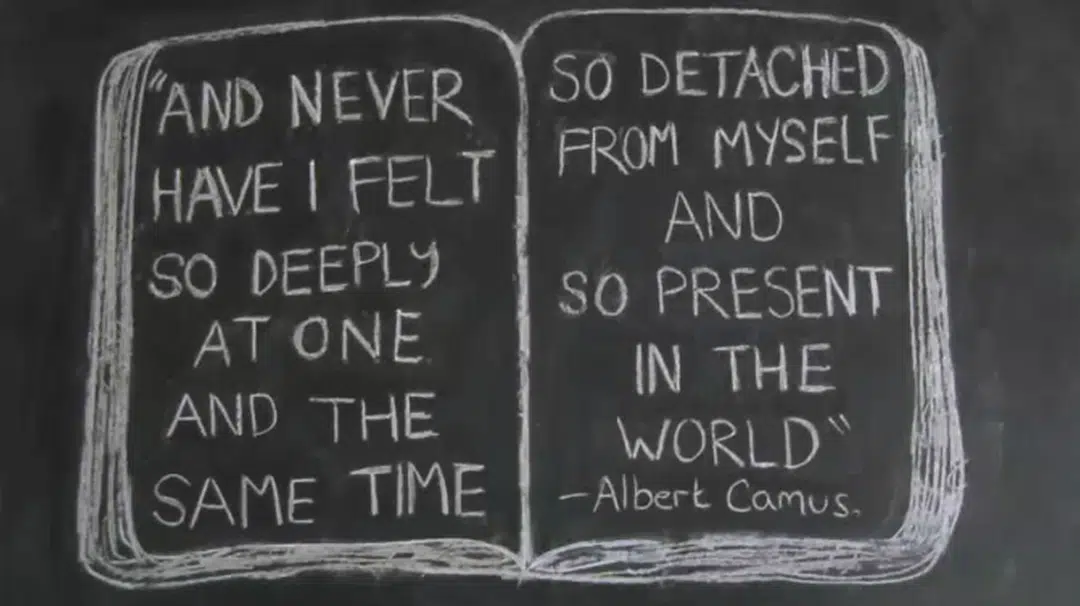 "AND NEVER
HAVE I FELT
SO DEEPLY
AT ONE
AND THE
SAME TIME
SO DETACHED
FROM MYSELF
AND
SO PRESENT
IN THE
WORLD"
-Albert Camus.